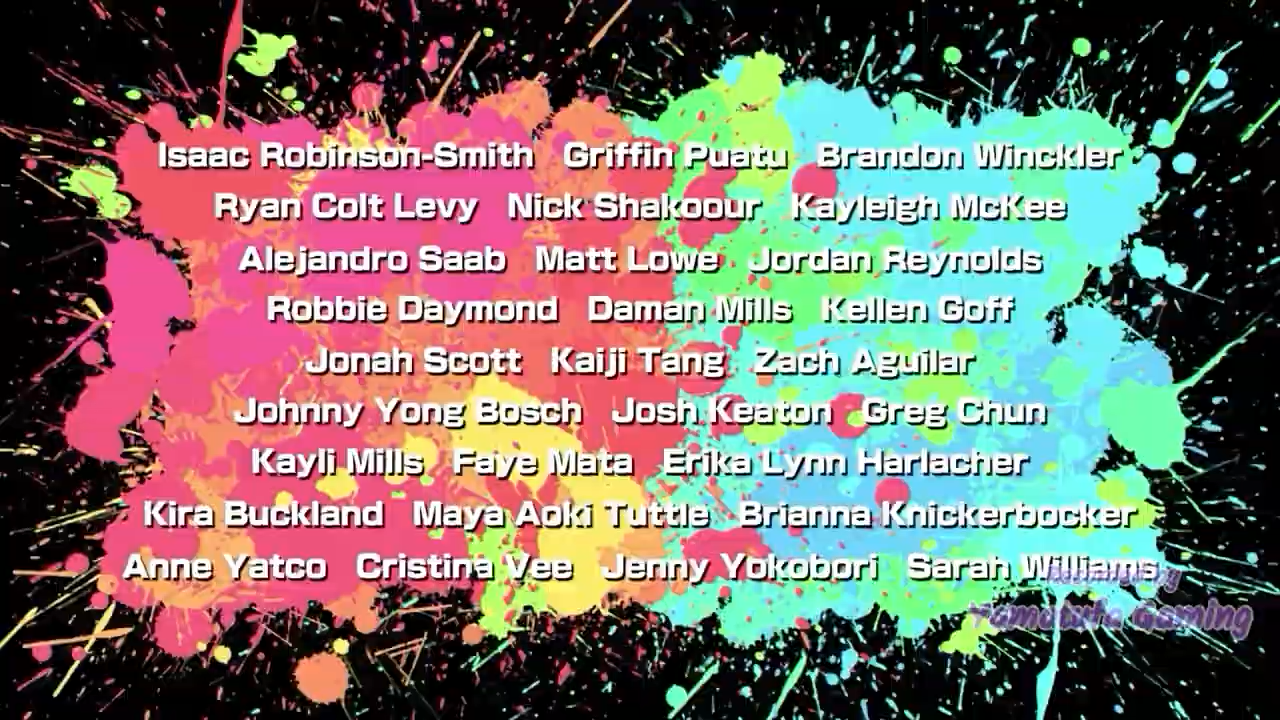 Isaac Robinson-Smith Griffin Puatu Brandon Winckler
Ryan Colt Levy Nick Shakoour Kayleigh McKee
Alejandro Saab Matt Lowe Jordan Reynolds
Robbie Daymond Daman Mills Kellen Goff
Jonah Scott Kaiji Tang Zach Aguilar
Johnny Yong Bosch Josh Keaton Greg Chun
Kayli Mills Faye Mata Erika Lynn Harlacher
Kira Buckland Maya Aoki Tuttle Brianna Knickerbocker
Anne Yatco Cristina Vee Jenny Yokobori Sarah Williams
Gaming